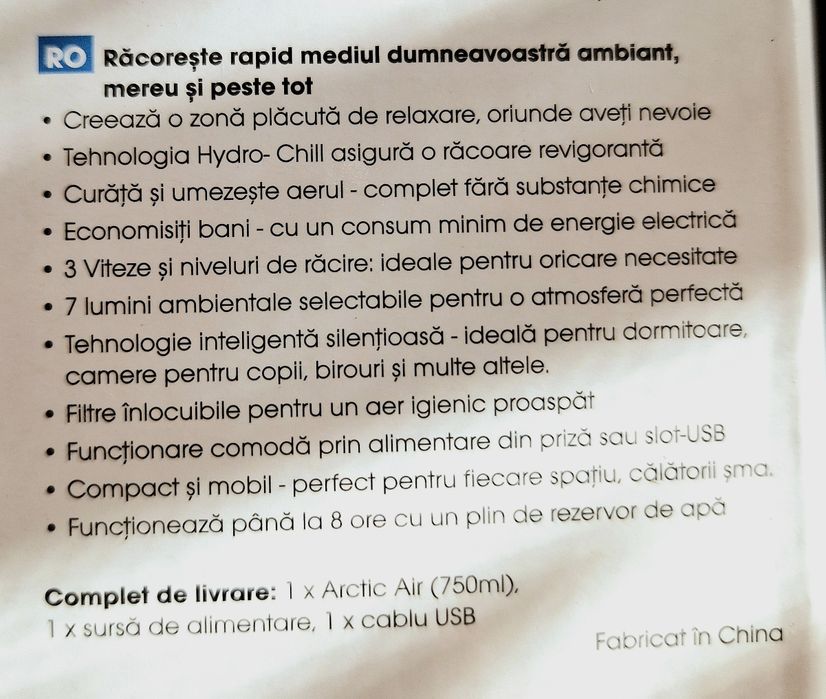 RO Răcorește rapid mediul dumneavoastră ambiant,
mereu și peste tot
• Creează o zonă plăcută de relaxare, oriunde aveți nevoie
• Tehnologia Hydro- Chill asigură o răcoare revigorantă
• Curăță și umezește aerul - complet fără substanțe chimice
• Economisiți bani - cu un consum minim de energie electrică
• 3 Viteze și niveluri de răcire: ideale pentru oricare necesitate
• 7 lumini ambientale selectabile pentru o atmosferă perfectă
• Tehnologie inteligentă silențioasă - ideală pentru dormitoare,
camere pentru copii, birouri și multe altele.
• Filtre înlocuibile pentru un aer igienic proaspăt
• Funcționare comodă prin alimentare din priză sau slot-USB
• Compact și mobil - perfect pentru fiecare spațiu, călătorii șma.
• Funcționează până la 8 ore cu un plin de rezervor de apă
Complet de livrare: 1 x Arctic Air (750ml),
1 x sursă de alimentare, 1 x cablu USB
Fabricat în China